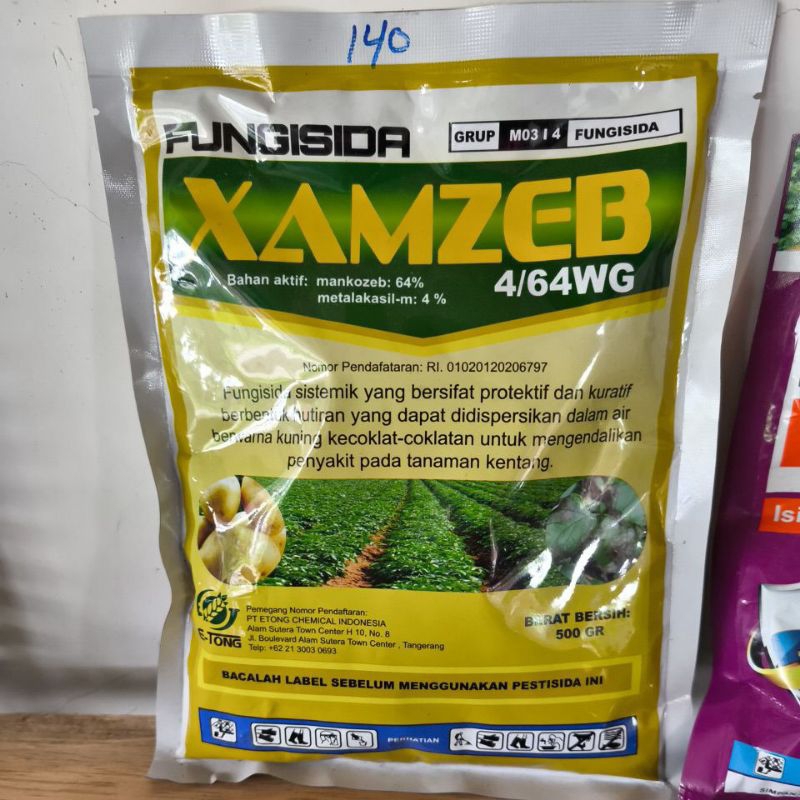 140
FUNGISIDA
GRUP M03 I 4 FUNGISIDA
XAMZEB
4/64WG
Bahan aktif: mankozeb: 64%
metalakasil-m: 4 %
Nomor Pendafataran: RI. 01020120206797
Fungisida sistemik yang bersifat protektif dan kuratif
berbentuk butiran yang dapat didispersikan dalam air
berwarna kuning kecoklat-coklatan untuk mengendalikan
penyakit pada tanaman kentang.
E-TONG
Pemegang Nomor Pendaftaran:
PT ETONG CHEMICAL INDONESIA
Alam Sutera Town Center H 10, No. 8
Jl. Boulevard Alam Sutera Town Center , Tangerang
Telp: +62 21 3003 0693
BERAT BERSIH:
500 GR
BACALAH LABEL SEBELUM MENGGUNAKAN PESTISIDA INI
PERHATIAN
Isi